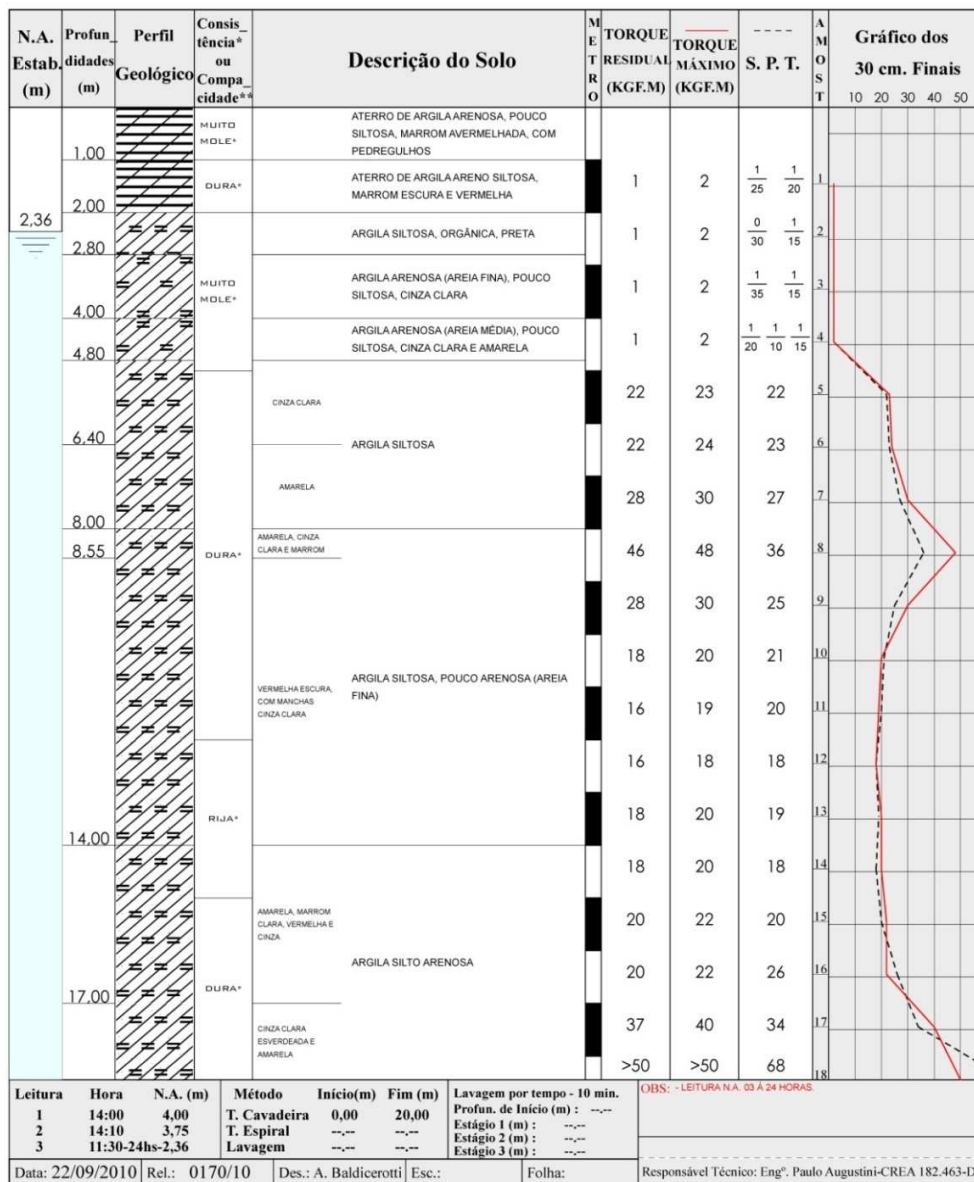 N.A. Estab. (m)
Profun_ didades (m)
Perfil Geológico
Consis_ tência* ou Compa_ cidade**
Descrição do Solo
METRO
TORQUE RESIDUAL (KGF.M)
TORQUE MÁXIMO (KGF.M)
S. P. T.
AMOST
Gráfico dos 30 cm. Finais
10 20 30 40 50
MUITO MOLE*
ATERRO DE ARGILA ARENOSA, POUCO
SILTOSA, MARROM AVERMELHADA, COM
PEDREGULHOS
1,00
DURA*
ATERRO DE ARGILA ARENO SILTOSA,
MARROM ESCURA E VERMELHA
1 2 1/25 1/20 1
2,00
2,36
ARGILA SILTOSA, ORGÂNICA, PRETA
1 2 0/30 1/15 2
2,80
MUITO MOLE*
ARGILA ARENOSA (AREIA FINA), POUCO
SILTOSA, CINZA CLARA
1 2 1/35 1/15 3
4,00
ARGILA ARENOSA (AREIA MÉDIA), POUCO
SILTOSA, CINZA CLARA E AMARELA
1 2 1/20 1/10 1/15 4
4,80
CINZA CLARA
22 23 22 5
6,40
ARGILA SILTOSA
22 24 23 6
AMARELA
28 30 27 7
8,00
AMARELA, CINZA
CLARA E MARROM
8,55
DURA*
46 48 36 8
28 30 25 9
18 20 21 10
VERMELHA ESCURA,
COM MANCHAS
CINZA CLARA
ARGILA SILTOSA, POUCO ARENOSA (AREIA
FINA)
16 19 20 11
16 18 18 12
RIJA*
18 20 19 13
14,00
18 20 18 14
AMARELA, MARROM
CLARA, VERMELHA E
CINZA
20 22 20 15
ARGILA SILTO ARENOSA
20 22 26 16
DURA*
17,00
CINZA CLARA
ESVERDEADA E
AMARELA
37 40 34 17
>50 >50 68 18
Leitura Hora N.A. (m)
1 14:00 4,00
2 14:10 3,75
3 11:30-24hs-2,36
Método Início(m) Fim (m)
T. Cavadeira 0,00 20,00
T. Espiral --,-- --,--
Lavagem --,-- --,--
Lavagem por tempo - 10 min.
Profun. de Início (m) : --,--
Estágio 1 (m) : --,--
Estágio 2 (m) : --,--
Estágio 3 (m) : --,--
OBS: - LEITURA N.A. 03 À 24 HORAS.
Data: 22/09/2010 Rel.: 0170/10 Des.: A. Baldicerotti Esc.: Folha: Responsável Técnico: Engº. Paulo Augustini-CREA 182.463-D